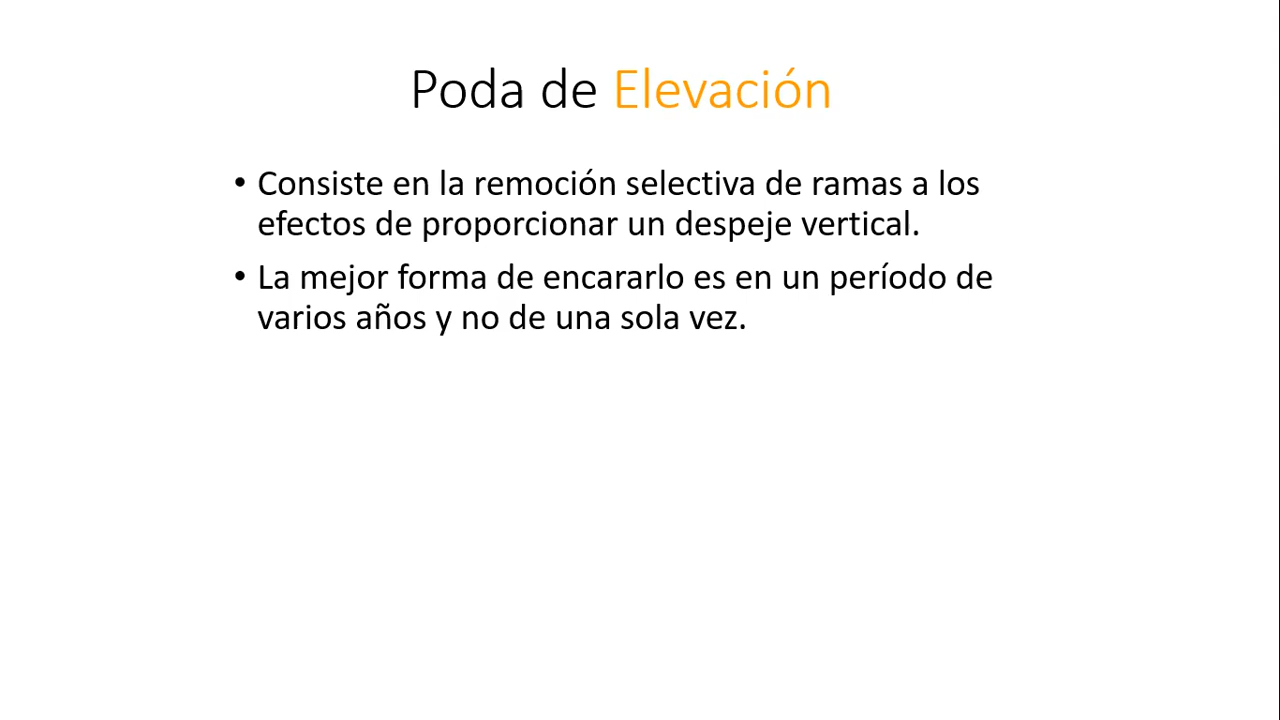 Poda de Elevación
• Consiste en la remoción selectiva de ramas a los
efectos de proporcionar un despeje vertical.
• La mejor forma de encararlo es en un período de
varios años y no de una sola vez.